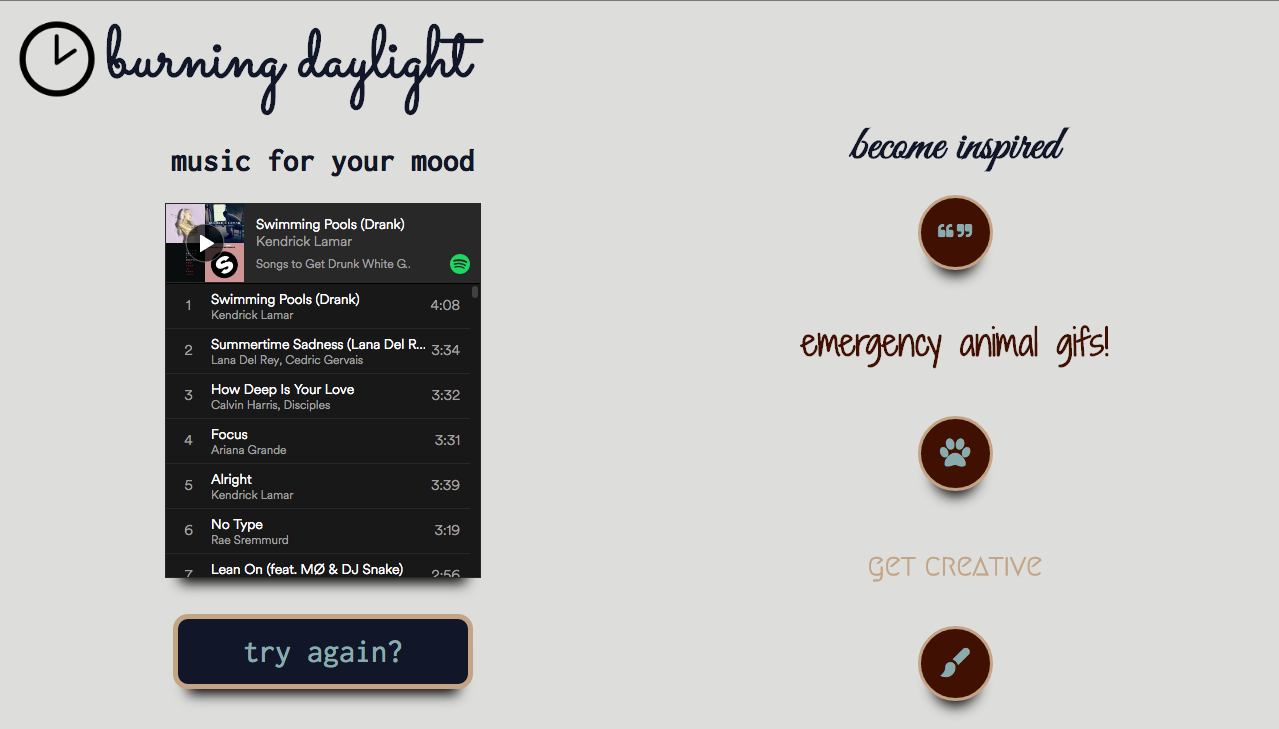 burning daylight
music for your mood
Swimming Pools (Drank)
Kendrick Lamar
Songs to Get Drunk White G..
1 Swimming Pools (Drank) 4:08
Kendrick Lamar
2 Summertime Sadness (Lana Del R... 3:34
Lana Del Rey, Cedric Gervais
3 How Deep Is Your Love 3:32
Calvin Harris, Disciples
4 Focus 3:31
Ariana Grande
5 Alright 3:39
Kendrick Lamar
6 No Type 3:19
Rae Sremmurd
7 Lean On (feat. MØ & DJ Snake) 2:56
try again?
become inspired
emergency animal gifs!
GET CREATIVE